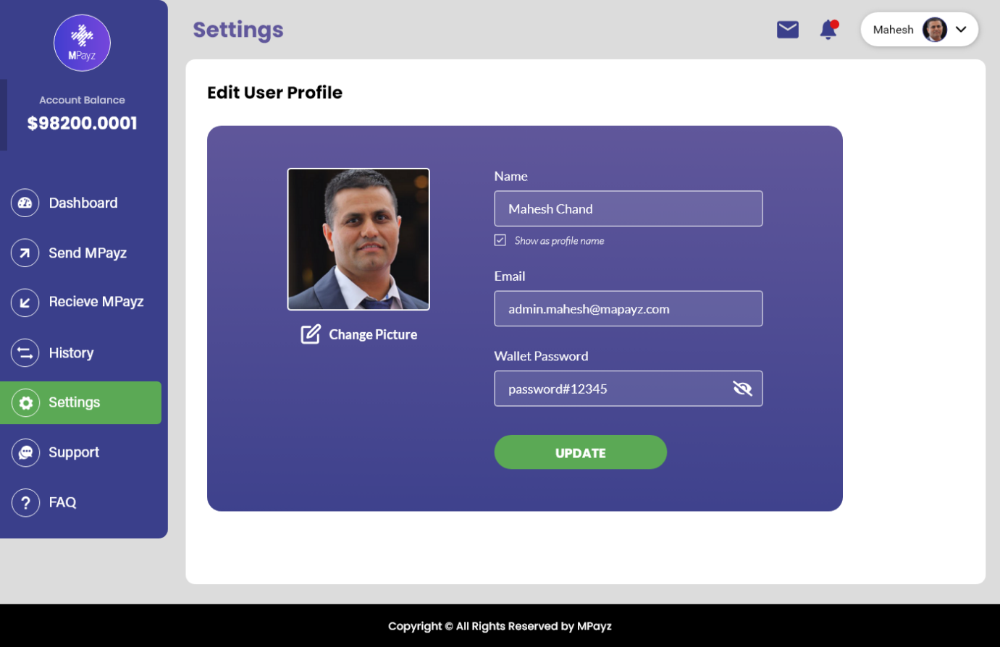 MPayz
Account Balance
$98200.0001
Dashboard
Send MPayz
Recieve MPayz
History
Settings
Support
? FAQ
Settings
Mahesh
Edit User Profile
Change Picture
Name
Mahesh Chand
Show as profile name
Email
admin.mahesh@mapayz.com
Wallet Password
password#12345
UPDATE
Copyright © All Rights Reserved by MPayz